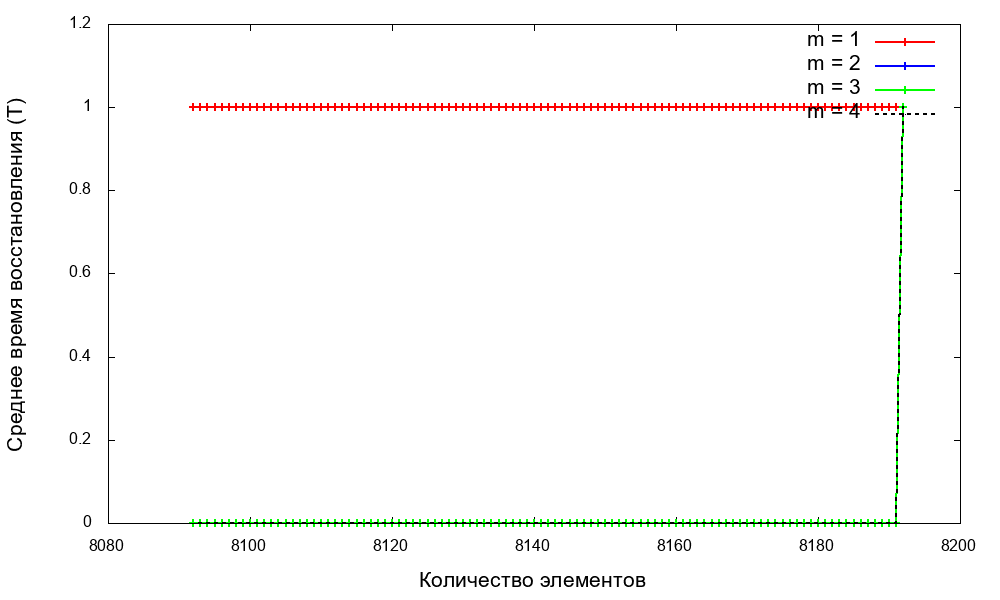 1.2
1
0.8
0.6
0.4
0.2
0
Среднее время восстановления (T)
m = 1
m = 2
m = 3
m = 4
8080 8100 8120 8140 8160 8180 8200
Количество элементов